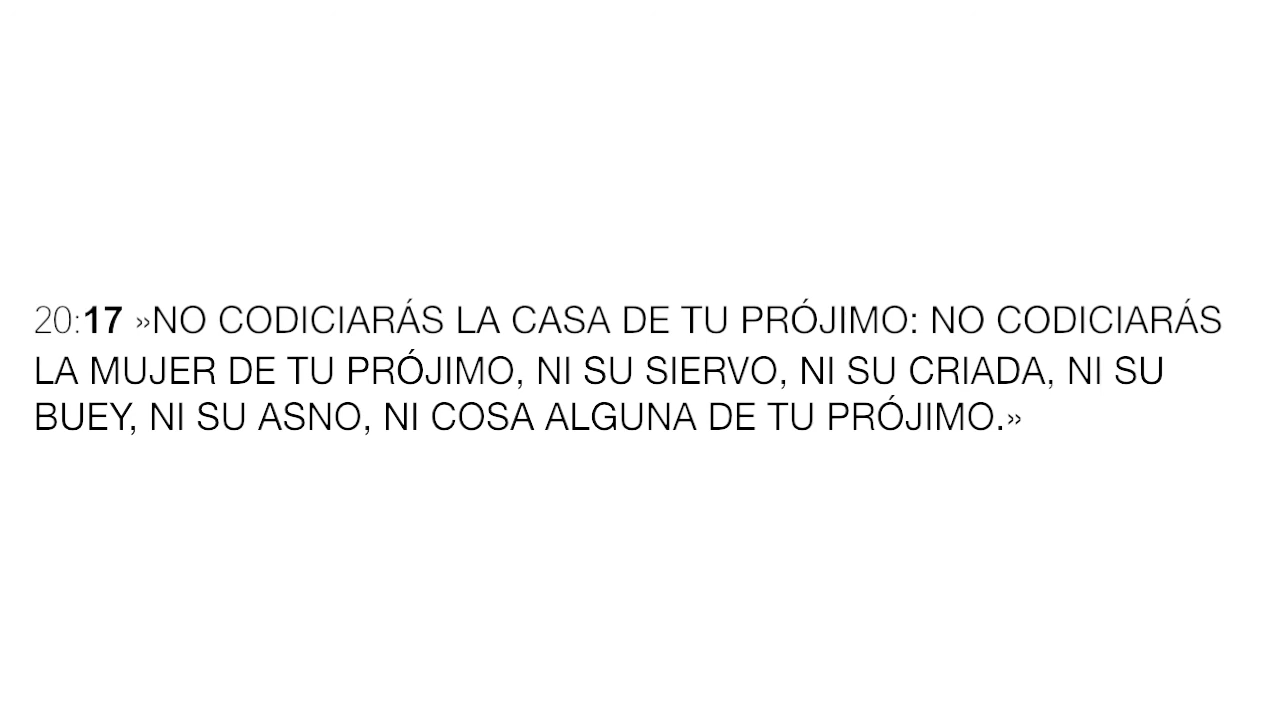 20:17 »NO CODICIARÁS LA CASA DE TU PRÓJIMO: NO CODICIARÁS
LA MUJER DE TU PRÓJIMO, NI SU SIERVO, NI SU CRIADA, NI SU
BUEY, NI SU ASNO, NI COSA ALGUNA DE TU PRÓJIMO.»